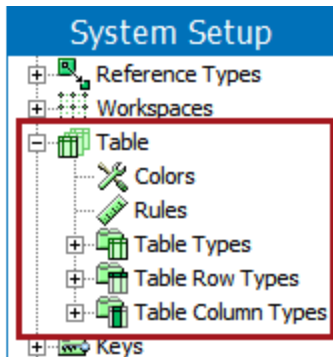 System Setup
Reference Types
Workspaces
Table
Colors
Rules
Table Types
Table Row Types
Table Column Types
Keys